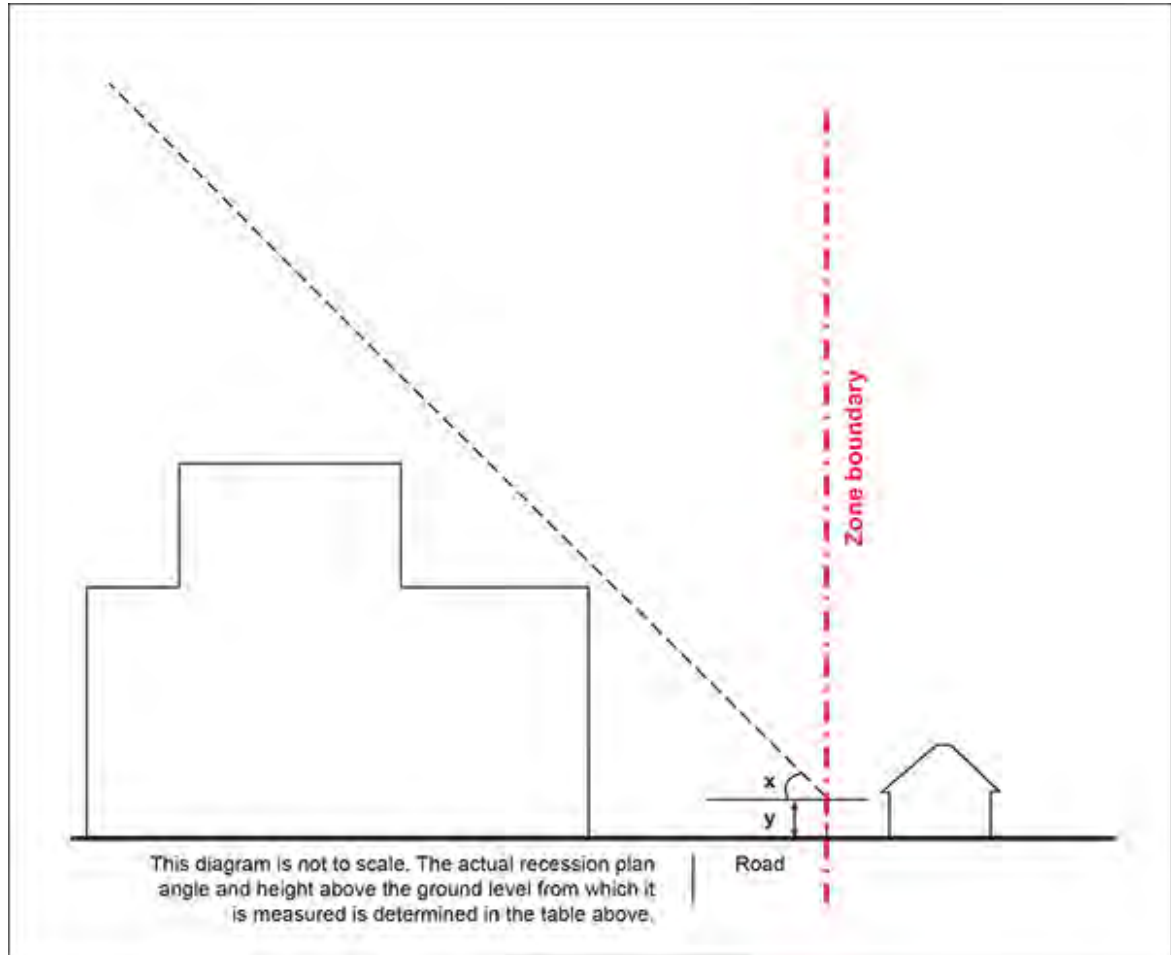 Zone boundary
x
y
This diagram is not to scale. The actual recession plan
angle and height above the ground level from which it
is measured is determined in the table above.
Road